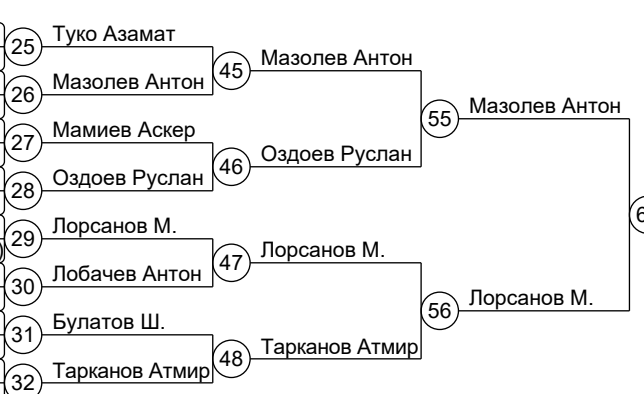 25 Туко Азамат
26 Мазолев Антон
27 Мамиев Аскер
28 Оздоев Руслан
29 Лорсанов М.
30 Лобачев Антон
31 Булатов Ш.
32 Тарканов Атмир
45 Мазолев Антон
46 Оздоев Руслан
47 Лорсанов М.
48 Тарканов Атмир
55 Мазолев Антон
56 Лорсанов М.